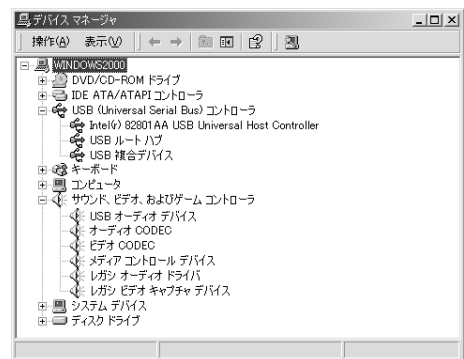 デバイス マネージャ
操作(A) 表示(V)
WINDOWS2000
DVD/CD-ROM ドライブ
IDE ATA/ATAPI コントローラ
USB (Universal Serial Bus) コントローラ
Intel(r) 82801AA USB Universal Host Controller
USB ルート ハブ
USB 複合デバイス
キーボード
コンピュータ
サウンド、ビデオ、およびゲーム コントローラ
USB オーディオ デバイス
オーディオ CODEC
ビデオ CODEC
メディア コントロール デバイス
レガシ オーディオ ドライバ
レガシ ビデオ キャプチャ デバイス
システム デバイス
ディスク ドライブ